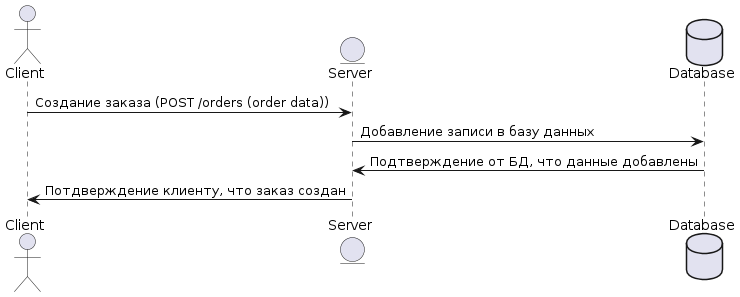 Client
Server
Database
Создание заказа (POST /orders (order data))
Добавление записи в базу данных
Подтверждение от БД, что данные добавлены
Потдверждение клиенту, что заказ создан
Client
Server
Database